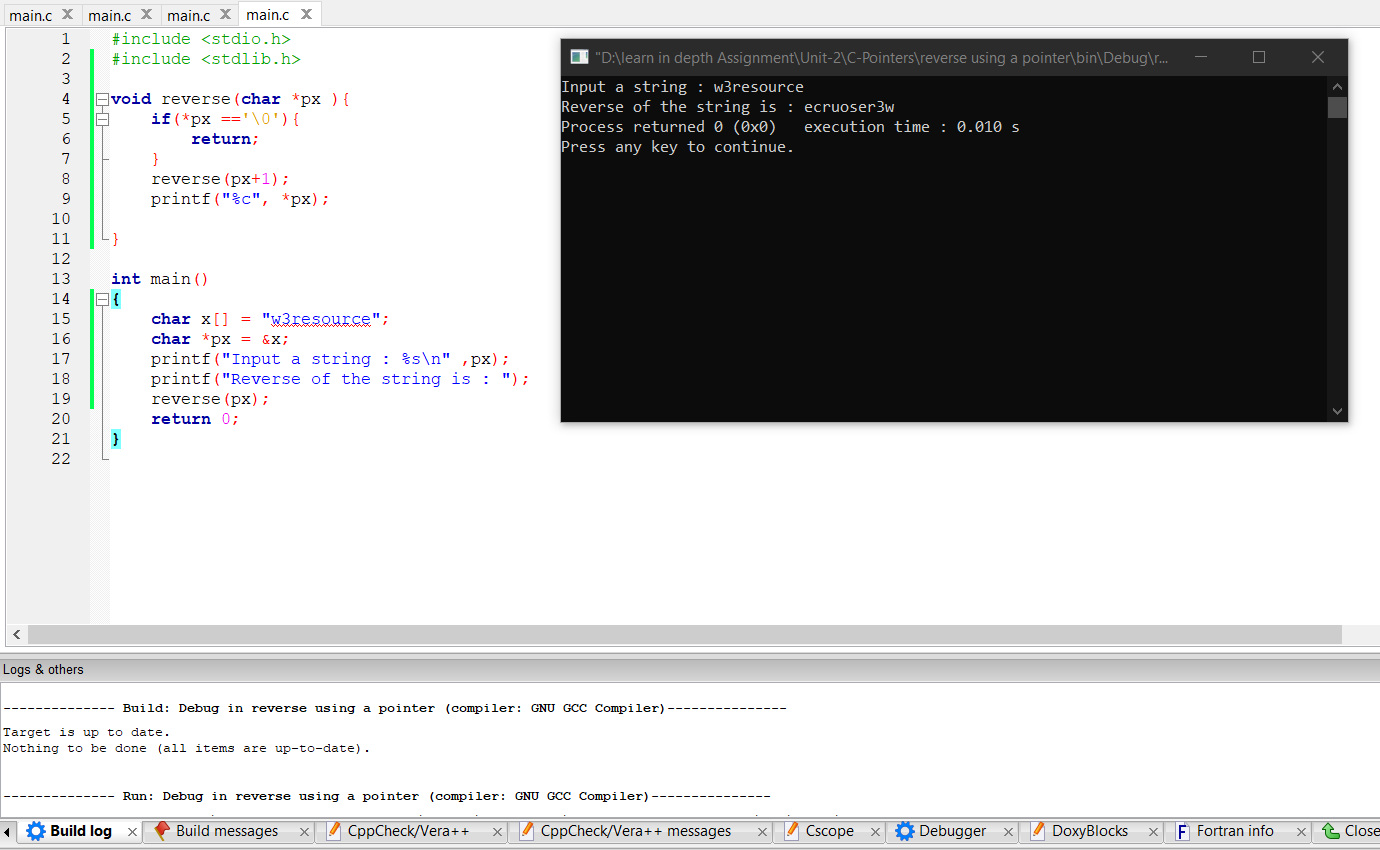 main.c main.c main.c main.c
1 #include <stdio.h>
2 #include <stdlib.h>
3
4 void reverse(char *px ){
5 if(*px =='\0'){
6 return;
7 }
8 reverse(px+1);
9 printf("%c", *px);
10
11 }
12
13 int main()
14 {
15 char x[] = "w3resource";
16 char *px = &x;
17 printf("Input a string : %s\n" ,px);
18 printf("Reverse of the string is : ");
19 reverse(px);
20 return 0;
21 }
22
"D:\learn in depth Assignment\Unit-2\C-Pointers\reverse using a pointer\bin\Debug\r...
Input a string : w3resource
Reverse of the string is : ecruoser3w
Process returned 0 (0x0) execution time : 0.010 s
Press any key to continue.
Logs & others
-------------- Build: Debug in reverse using a pointer (compiler: GNU GCC Compiler)---------------
Target is up to date.
Nothing to be done (all items are up-to-date).
-------------- Run: Debug in reverse using a pointer (compiler: GNU GCC Compiler)---------------
Build log Build messages CppCheck/Vera++ CppCheck/Vera++ messages Cscope Debugger DoxyBlocks Fortran info Close